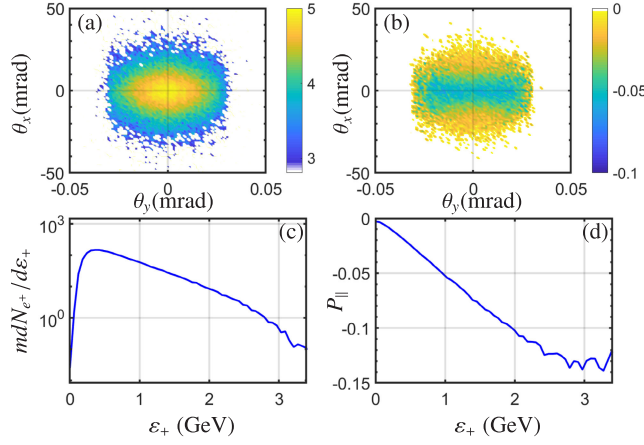 (a)
50
0
-50
θx(mrad)
-0.05
0
0.05
θy(mrad)
5
4
3
(b)
50
0
-50
θx(mrad)
-0.05
0
0.05
θy(mrad)
0
-0.05
-0.1
(c)
10³
10⁰
mdNe⁺/dε₊
0
1
2
3
ε₊ (GeV)
(d)
0
-0.05
-0.1
-0.15
P∥
0
1
2
3
ε₊ (GeV)